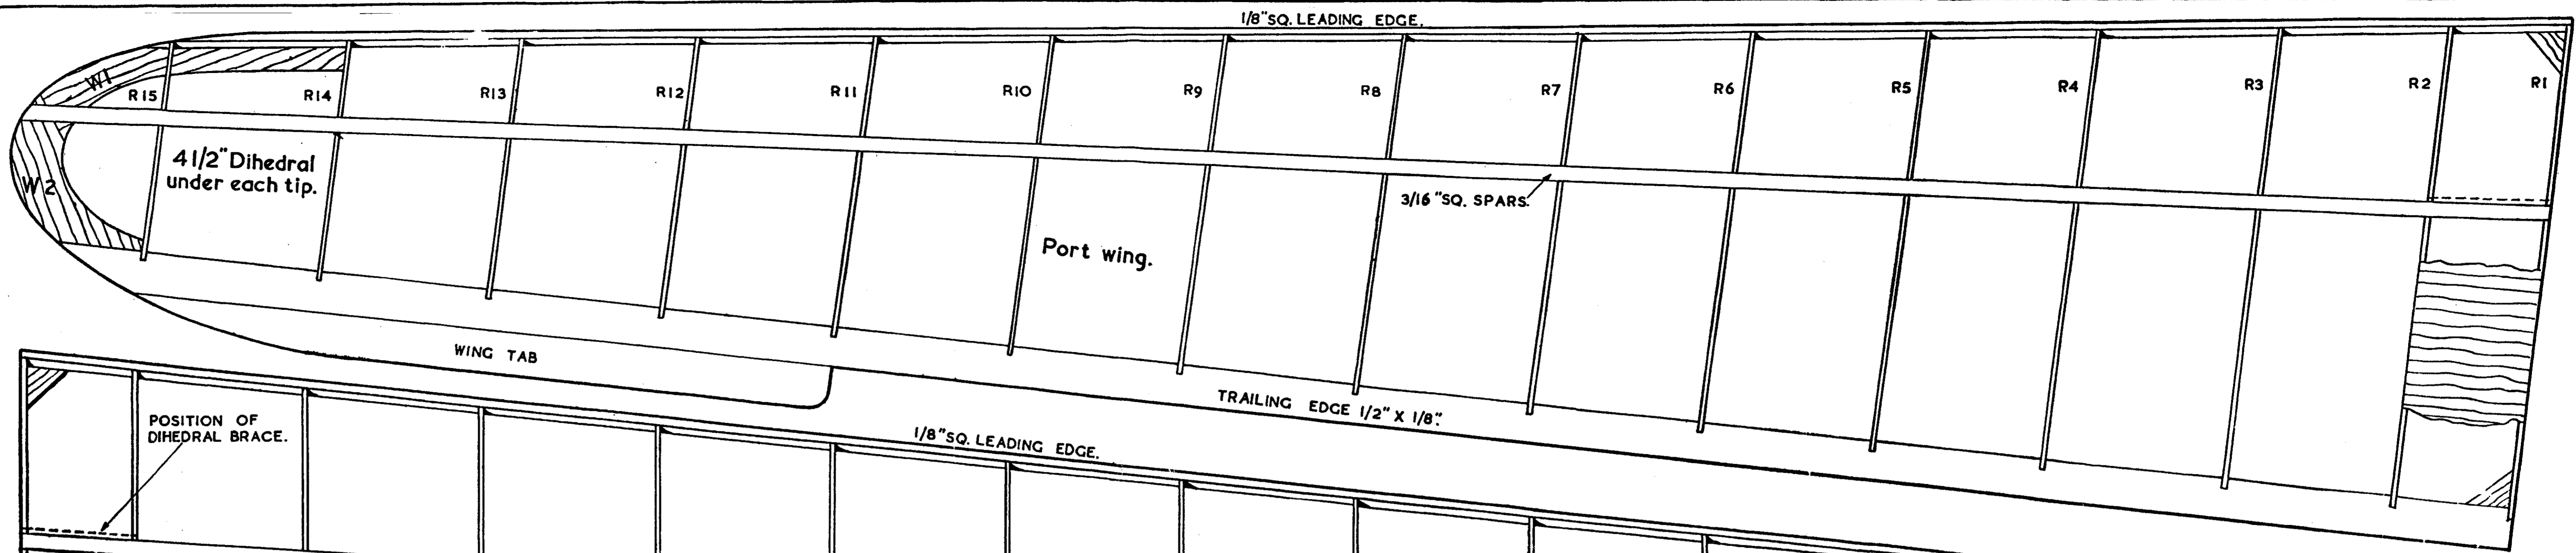 1/8"SQ. LEADING EDGE.
W1
R15
R14
R13
R12
R11
R10
R9
R8
R7
R6
R5
R4
R3
R2
R1
W2
4 1/2" Dihedral
under each tip.
3/16 "SQ. SPARS.
Port wing.
WING TAB
TRAILING EDGE 1/2" X 1/8".
POSITION OF
DIHEDRAL BRACE.
1/8"SQ. LEADING EDGE.